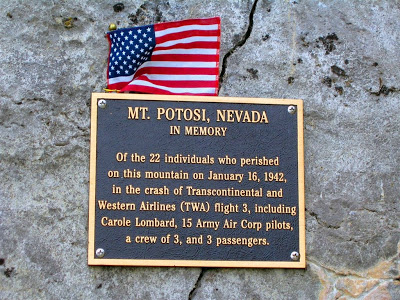 MT. POTOSI, NEVADA
IN MEMORY
Of the 22 individuals who perished
on this mountain on January 16, 1942,
in the crash of Transcontinental and
Western Airlines (TWA) flight 3, including
Carole Lombard, 15 Army Air Corp pilots,
a crew of 3, and 3 passengers.